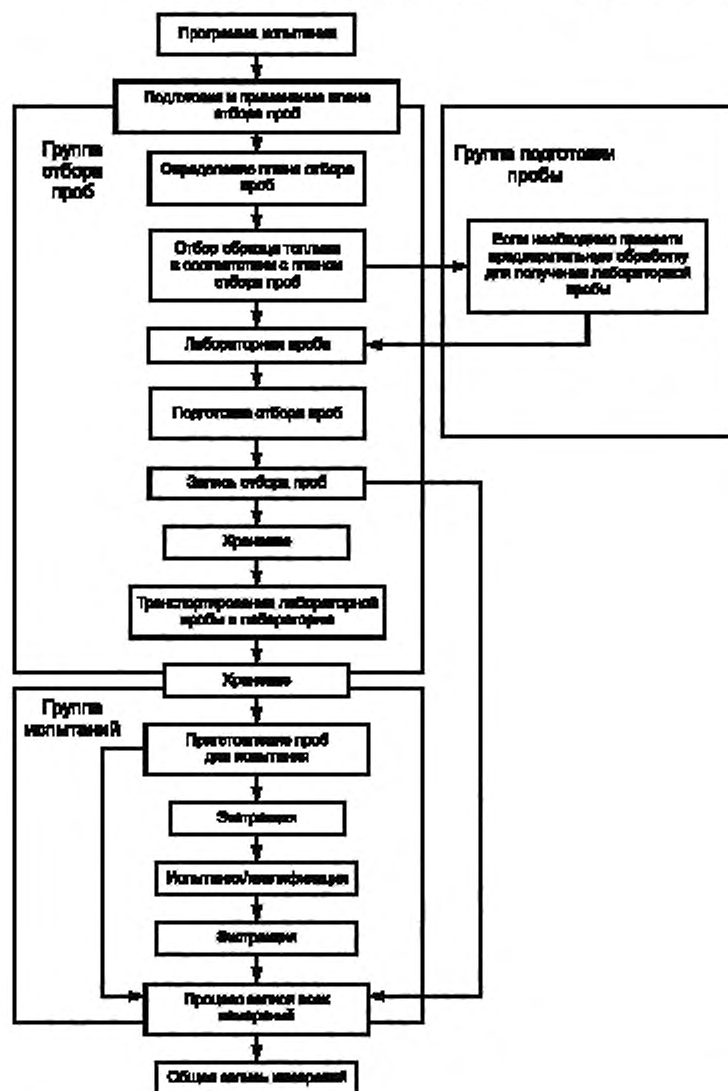 Программа испытания
Подготовка и применение плана
отбора проб
Группа
отбора
проб
Определение плана отбора
проб
Группа подготовки
пробы
Отбор образца топлива
в соответствии с планом
отбора проб
Если необходимо провести
предварительную обработку
для получения лабораторной
пробы
Лабораторная проба
Подготовка отбора проб
Запись отбора проб
Хранение
Транспортирование лабораторной
пробы в лабораторию
Хранение
Группа
испытаний
Приготовление проб
для испытания
Экстракция
Испытание/квалификация
Экстракция
Процесс записи всех
измерений
Общая запись измерений